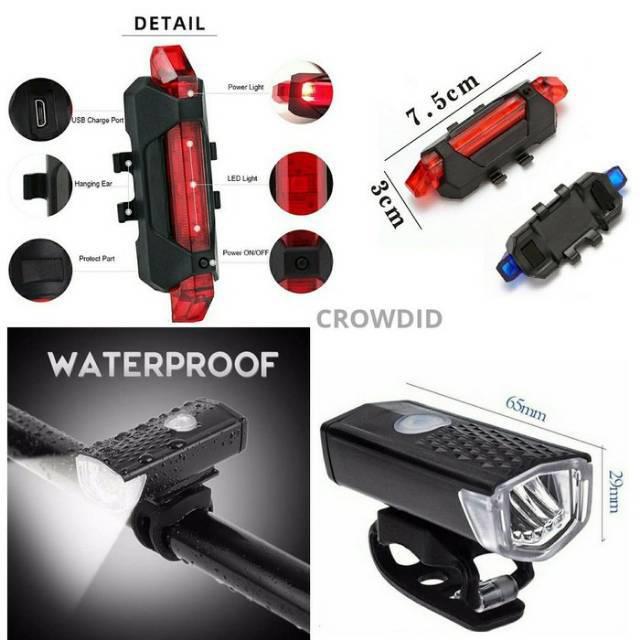 DETAIL
Power Light
USB Charge Port
Hanging Ear
LED Light
Protect Part
Power ON/OFF
7.5cm
3cm
CROWDID
WATERPROOF
65mm
29mm